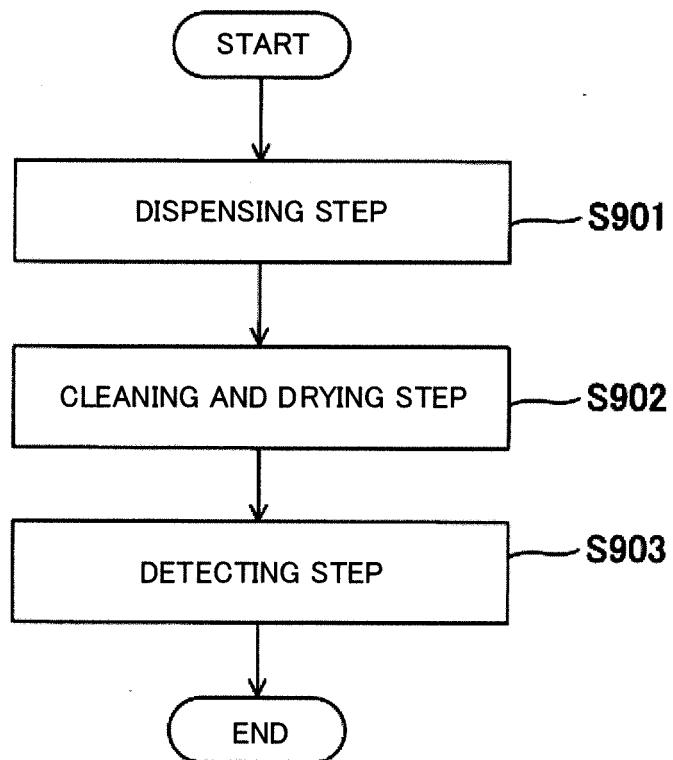 START
DISPENSING STEP
S901
CLEANING AND DRYING STEP
S902
DETECTING STEP
S903
END